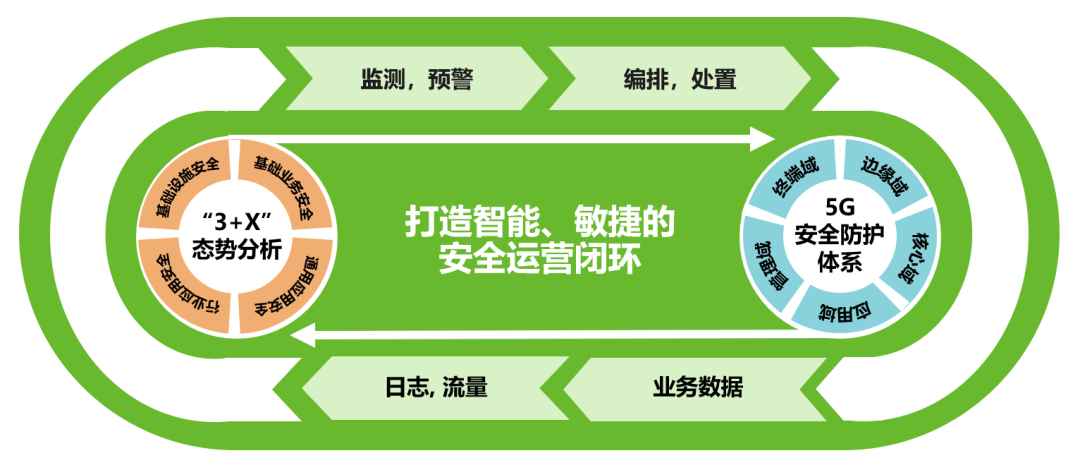 监测，预警
编排，处置
基础设施安全
基础业务安全
“3+X”
态势分析
行业应用安全
通用应用安全
打造智能、敏捷的
安全运营闭环
终端域
边缘域
5G
安全防护
体系
管理域
核心域
应用域
日志, 流量
业务数据